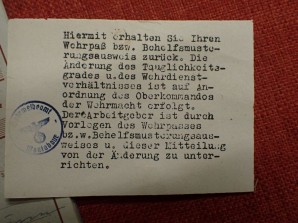 Hiermit erhalten Sie Ihren
Wehrpaß bzw. Behelfsmuste-
rungsausweis zurück. Die
Änderung des Tauglichkeits-
grades u.des Wehrdienst-
verhältnisses ist auf An-
ordnung des Oberkommandos
der Wehrmacht erfolgt.
Der Arbeitgeber ist durch
Vorlegen des Wehrpasses
bz.w.Behelfsmusterungsaus-
weises u. dieser Mitteilung
von der Änderung zu unter-
richten.